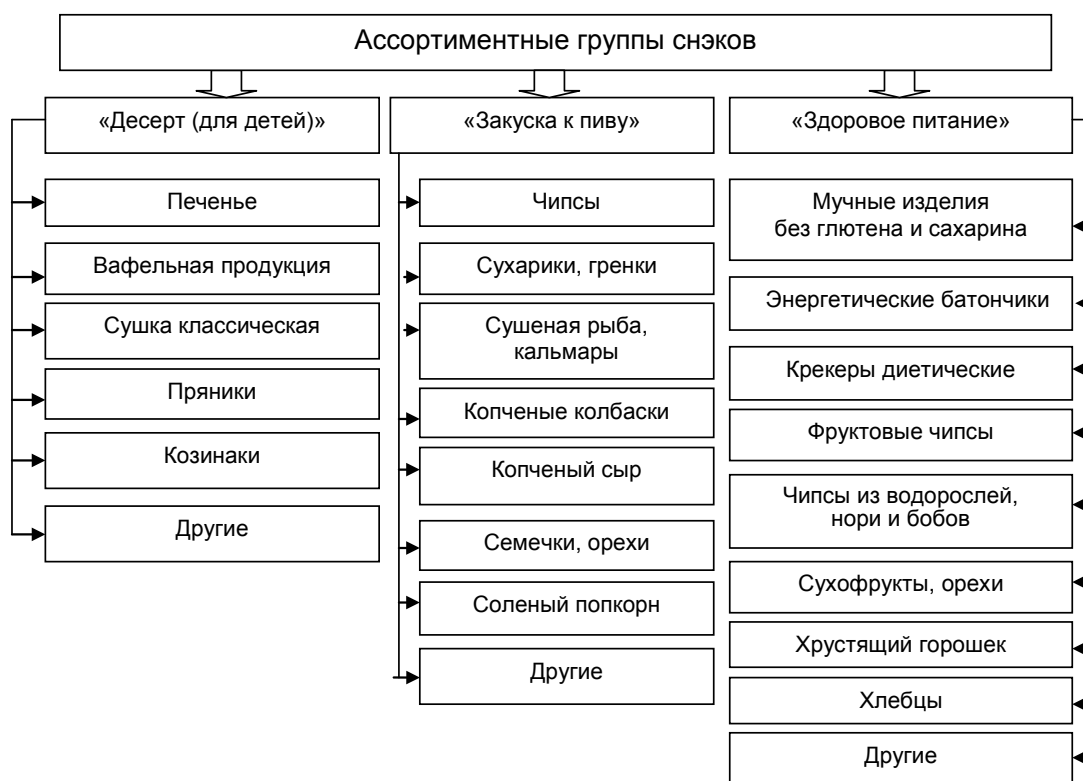 Ассортиментные группы снэков
«Десерт (для детей)»
Печенье
Вафельная продукция
Сушка классическая
Пряники
Козинаки
Другие
«Закуска к пиву»
Чипсы
Сухарики, гренки
Сушеная рыба,
кальмары
Копченые колбаски
Копченый сыр
Семечки, орехи
Соленый попкорн
Другие
«Здоровое питание»
Мучные изделия
без глютена и сахарина
Энергетические батончики
Крекеры диетические
Фруктовые чипсы
Чипсы из водорослей,
нори и бобов
Сухофрукты, орехи
Хрустящий горошек
Хлебцы
Другие